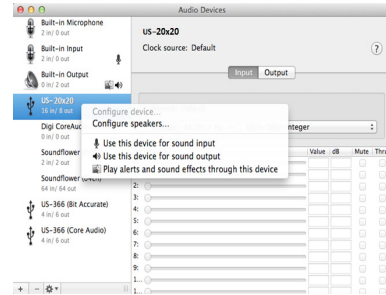 Audio Devices
Built-in Microphone
2 in/ 0 out
Built-in Input
2 in/ 0 out
Built-in Output
0 in/ 2 out
US-20x20
16 in/ 8 out
Digi CoreAud
0 in/ 0 out
Soundflower
2 in/ 2 out
Soundflower
64 in/ 64 out
US-366 (Bit Accurate)
4 in/ 6 out
US-366 (Core Audio)
4 in/ 6 out
US-20x20
Clock source: Default
?
Input Output
Configure device...
Configure speakers...
Use this device for sound input
Use this device for sound output
Play alerts and sound effects through this device
nteger
Value dB Mute Thru
2:
3:
4:
5:
6:
7:
8:
9:
1...
1...